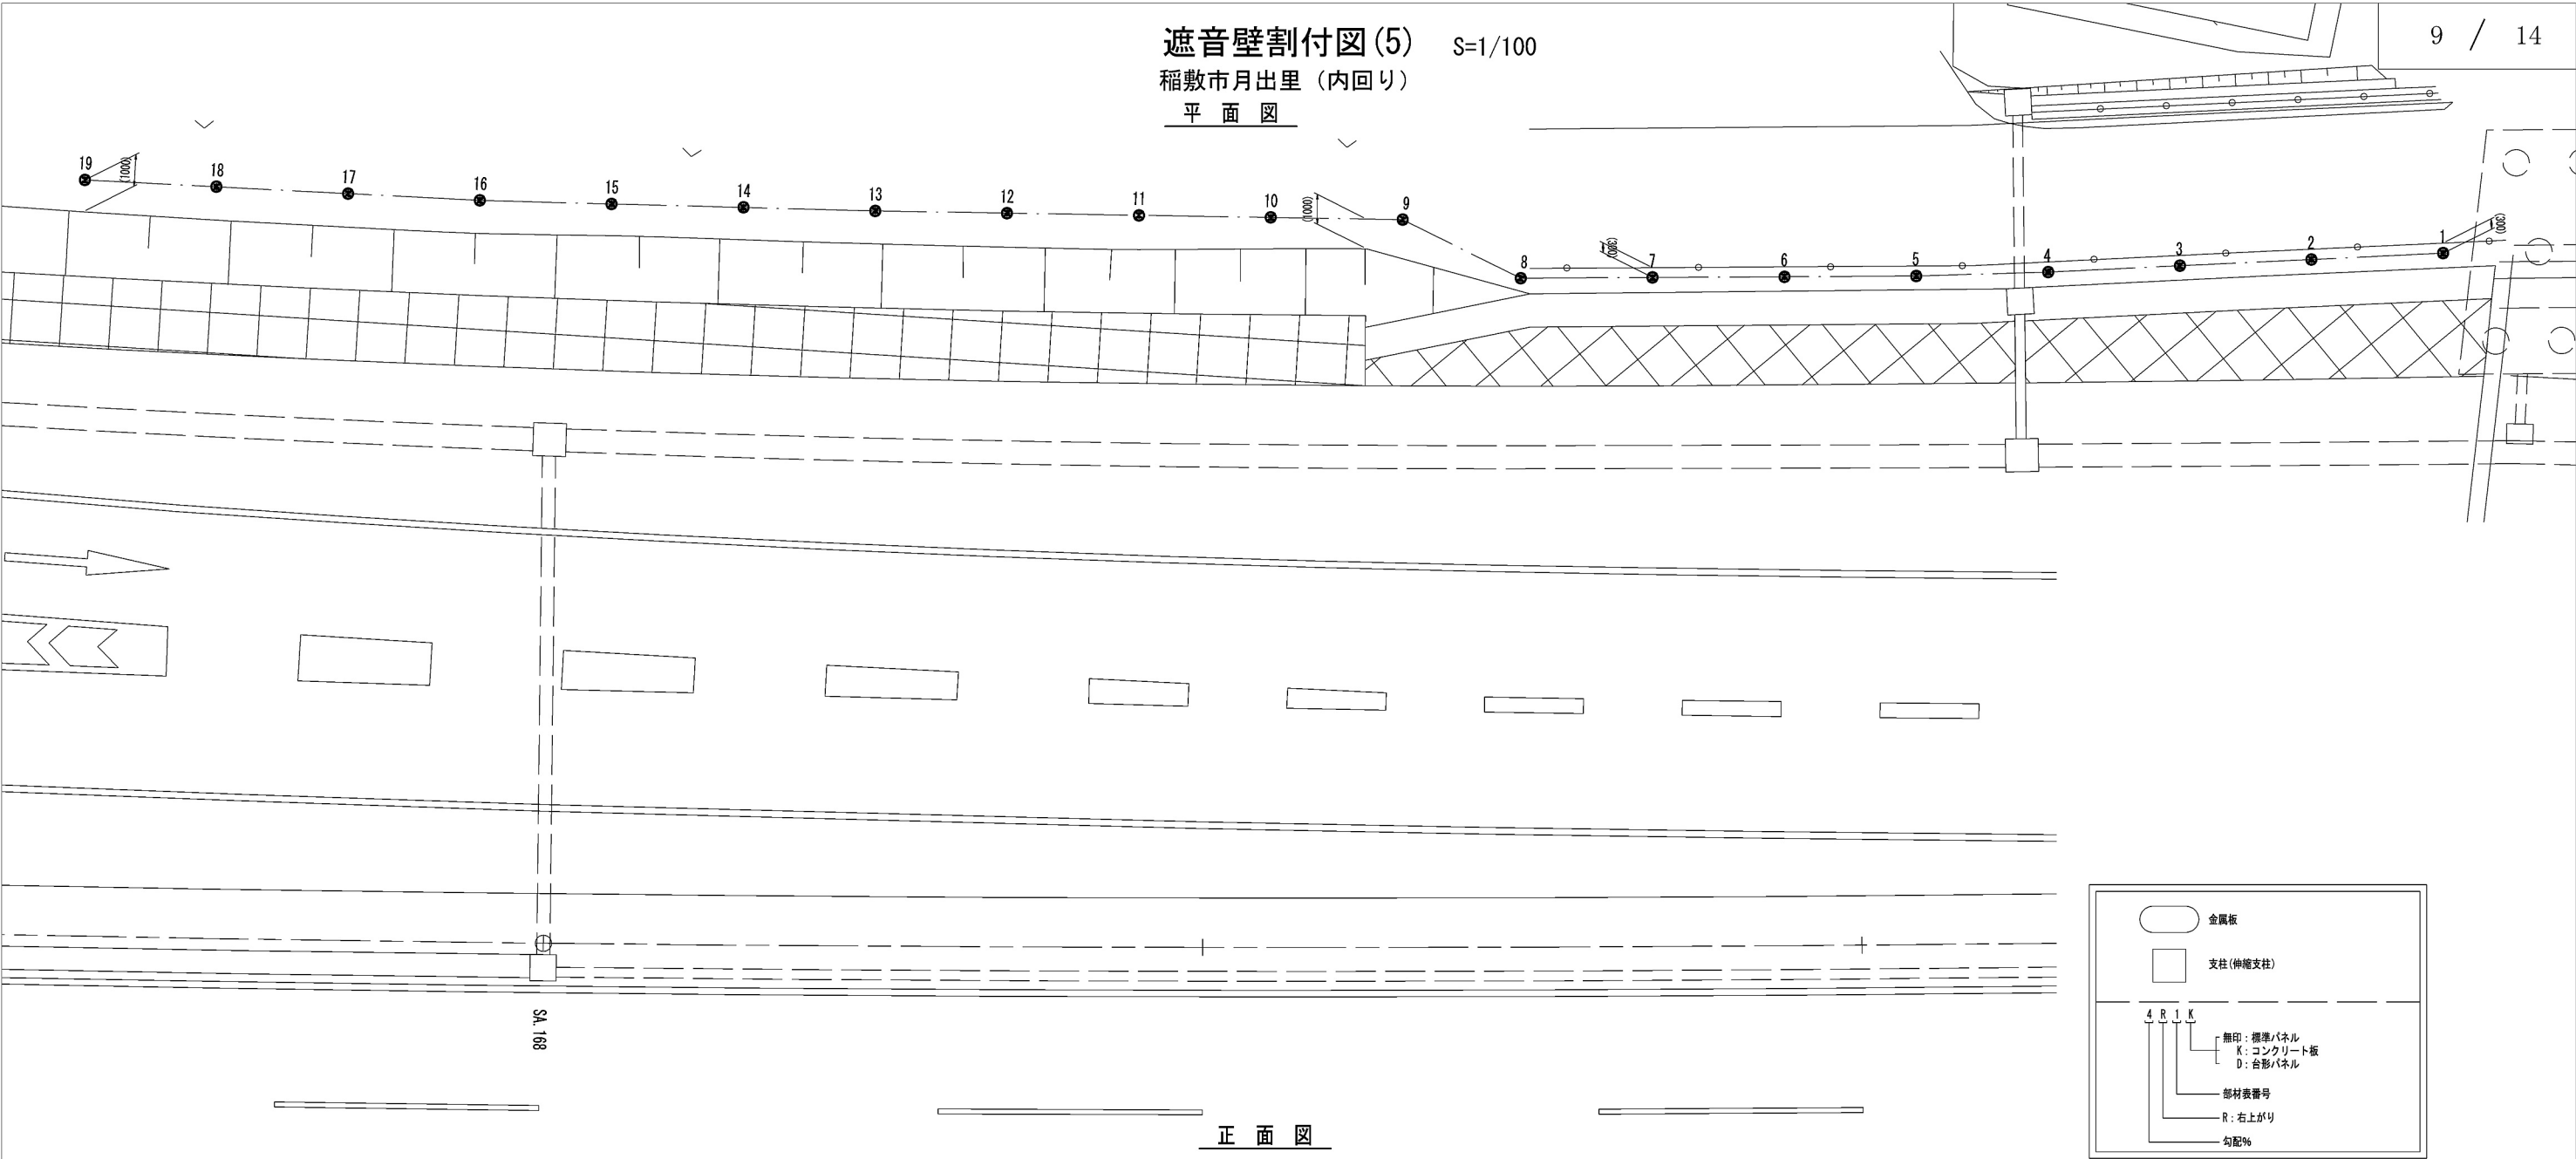 遮音壁割付図(5) S=1/100
9 / 14
稲敷市月出里（内回り）
平 面 図
19 18 17 16 15 14 13 12 11 10 9 8 7 6 5 4 3 2 1
(1000)
(1000)
(300)
(300)
SA. 168
正 面 図
金属板
支柱(伸縮支柱)
4 R 1 K
無印：標準パネル
K：コンクリート板
D：台形パネル
部材表番号
R：右上がり
勾配%